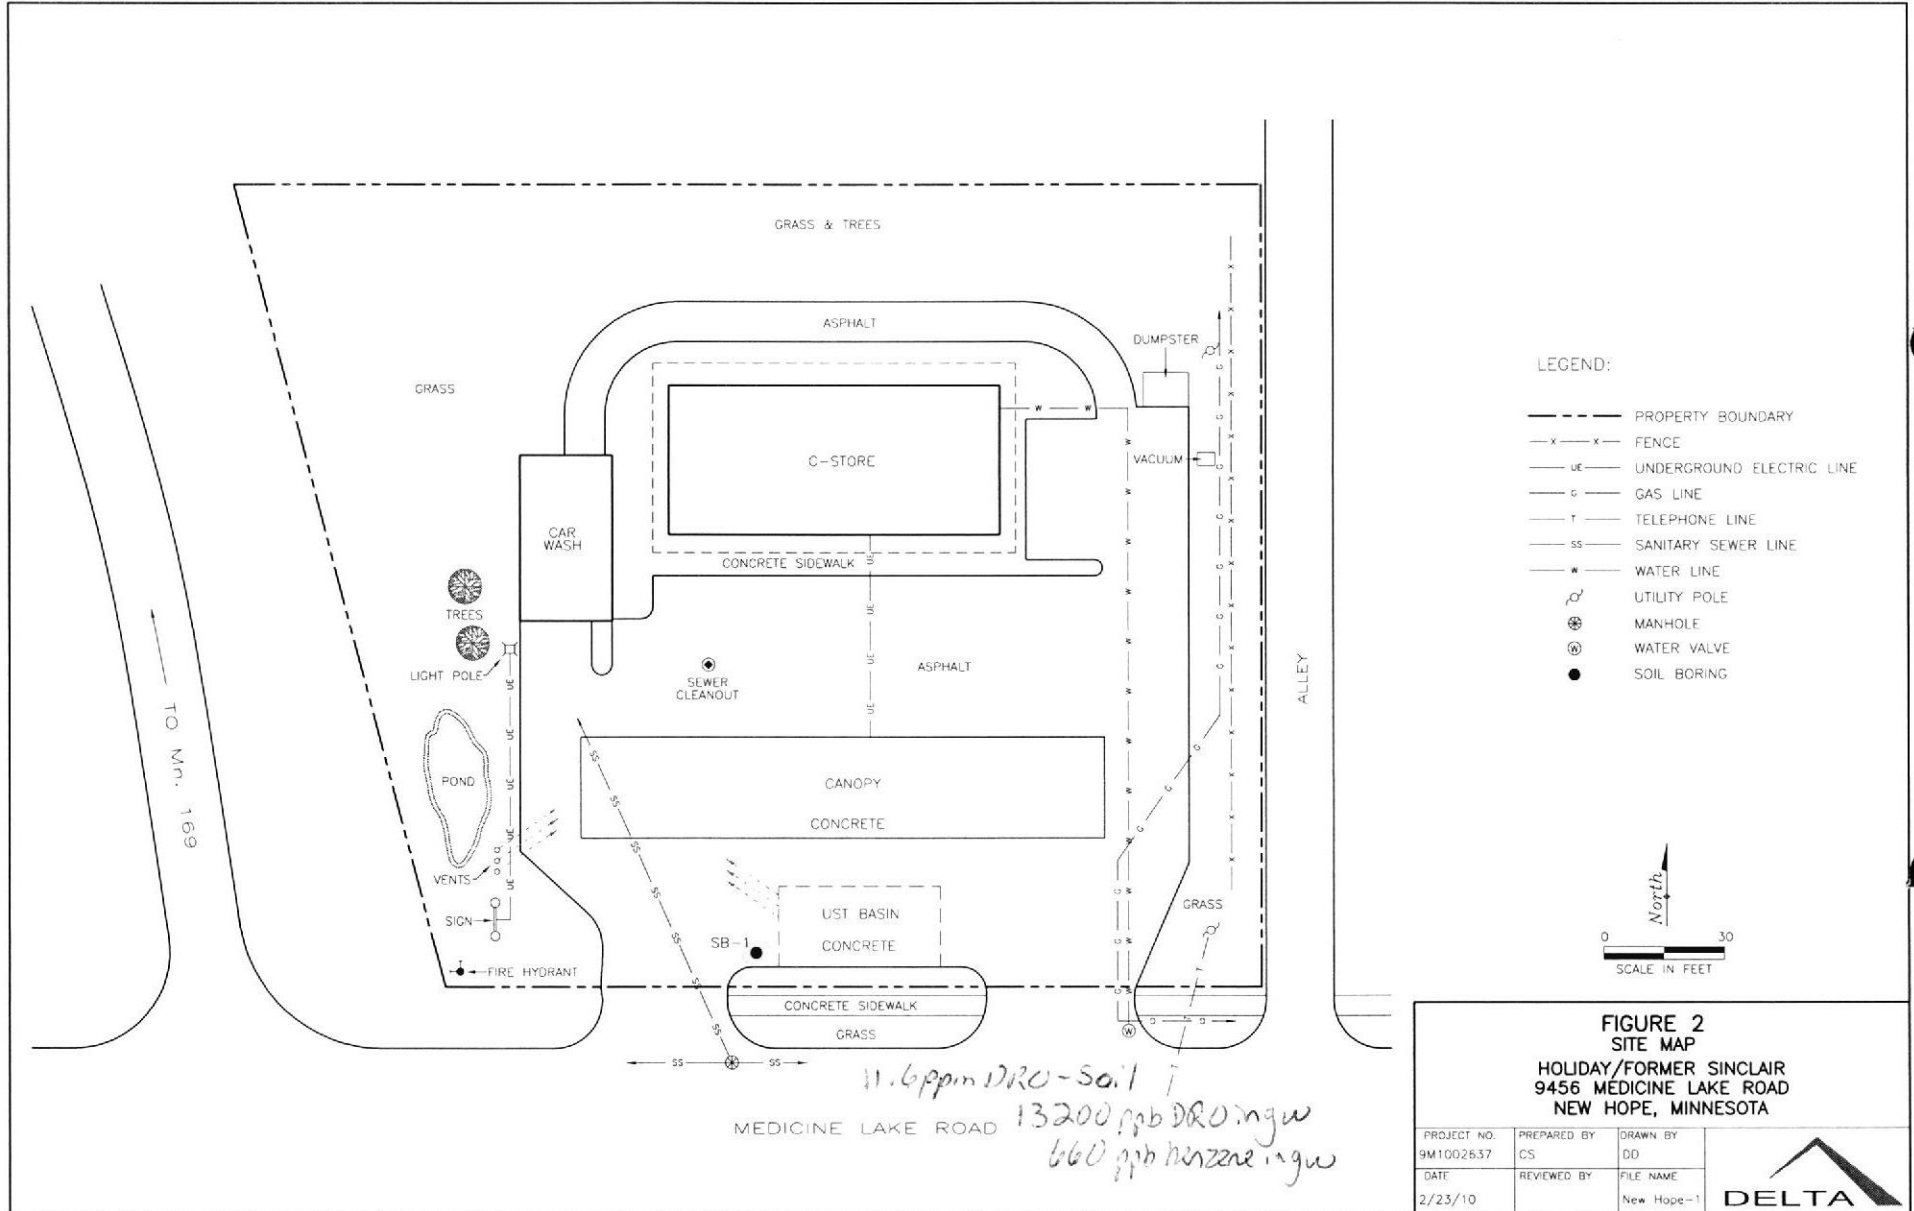 GRASS & TREES
ASPHALT
DUMPSTER
GRASS
C-STORE
VACUUM
CAR
WASH
CONCRETE SIDEWALK
TREES
LIGHT POLE
SEWER
CLEANOUT
ASPHALT
ALLEY
TO Mn. 169
POND
CANOPY
CONCRETE
VENTS
SIGN
UST BASIN
CONCRETE
SB-1
GRASS
FIRE HYDRANT
CONCRETE SIDEWALK
GRASS
MEDICINE LAKE ROAD
11.6ppm DRO-Soil
13200 ppb DRO in gw
660 ppb benzene in gw
LEGEND:
PROPERTY BOUNDARY
X X FENCE
UE UNDERGROUND ELECTRIC LINE
G GAS LINE
T TELEPHONE LINE
SS SANITARY SEWER LINE
W WATER LINE
UTILITY POLE
MANHOLE
W WATER VALVE
SOIL BORING
North
0 30
SCALE IN FEET
FIGURE 2
SITE MAP
HOLIDAY/FORMER SINCLAIR
9456 MEDICINE LAKE ROAD
NEW HOPE, MINNESOTA
PROJECT NO. PREPARED BY DRAWN BY
9M1002637 CS DD
DATE REVIEWED BY FILE NAME
2/23/10 New Hope-1
DELTA